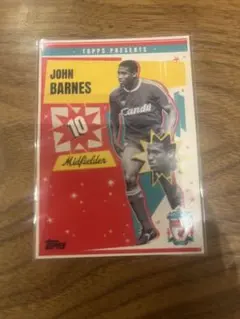 TOPPS PRESENTS
JOHN
BARNES
10
Midfielder
Candy
Topps